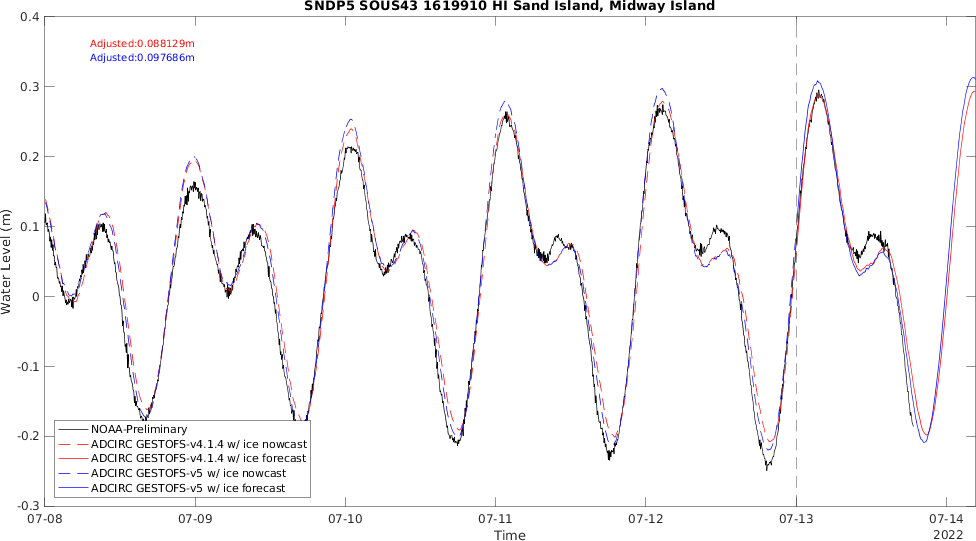 SNDP5 SOUS43 1619910 HI Sand Island, Midway Island
0.4
Adjusted:0.088129m
Adjusted:0.097686m
0.3
0.2
0.1
Water Level (m)
0
-0.1
-0.2
-0.3
NOAA-Preliminary
ADCIRC GESTOFS-v4.1.4 w/ ice nowcast
ADCIRC GESTOFS-v4.1.4 w/ ice forecast
ADCIRC GESTOFS-v5 w/ ice nowcast
ADCIRC GESTOFS-v5 w/ ice forecast
07-08 07-09 07-10 07-11 07-12 07-13 07-14
Time 2022